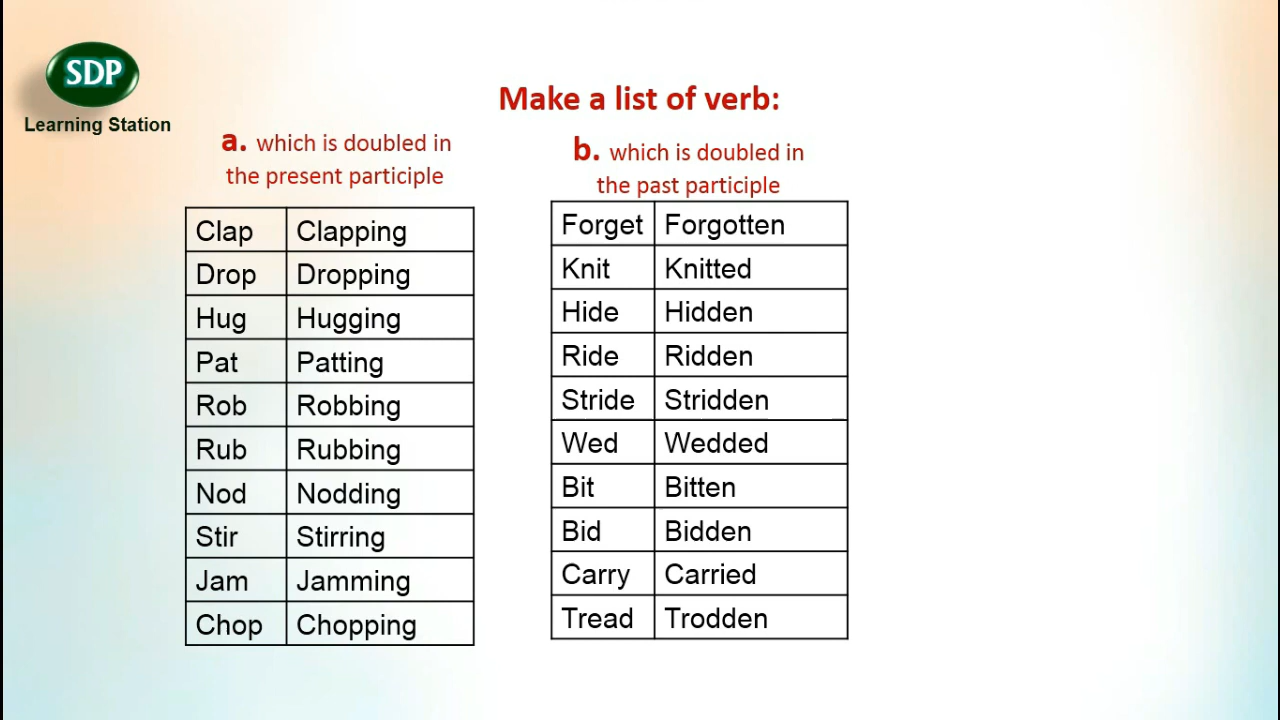 SDP
Learning Station
Make a list of verb:
a. which is doubled in
the present participle
Clap Clapping
Drop Dropping
Hug Hugging
Pat Patting
Rob Robbing
Rub Rubbing
Nod Nodding
Stir Stirring
Jam Jamming
Chop Chopping
b. which is doubled in
the past participle
Forget Forgotten
Knit Knitted
Hide Hidden
Ride Ridden
Stride Stridden
Wed Wedded
Bit Bitten
Bid Bidden
Carry Carried
Tread Trodden